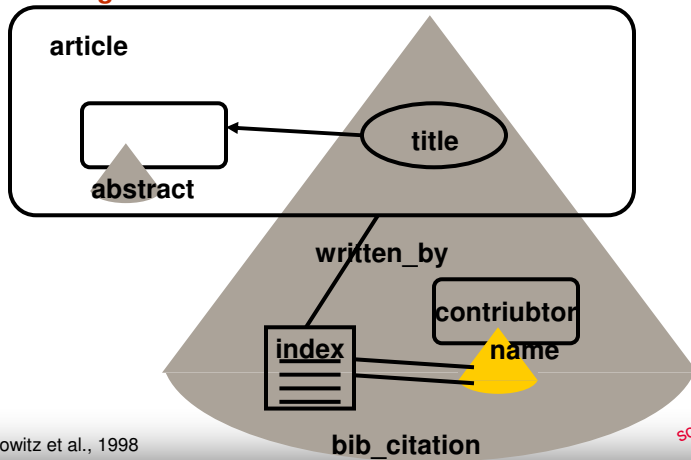 article
title
abstract
written_by
contriubtor
index
name
owitz et al., 1998
bib_citation